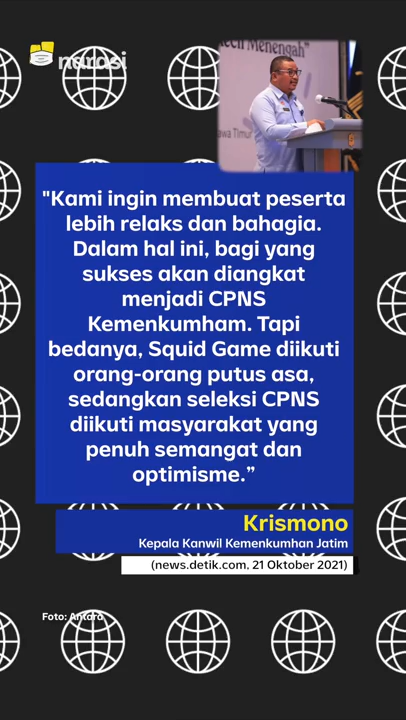 narasi
Kecil Menengah"
"Kami ingin membuat peserta
lebih relaks dan bahagia.
Dalam hal ini, bagi yang
sukses akan diangkat
menjadi CPNS
Kemenkumham. Tapi
bedanya, Squid Game diikuti
orang-orang putus asa,
sedangkan seleksi CPNS
diikuti masyarakat yang
penuh semangat dan
optimisme."
Krismono
Kepala Kanwil Kemenkumhan Jatim
(news.detik.com, 21 Oktober 2021)
Foto: Antara